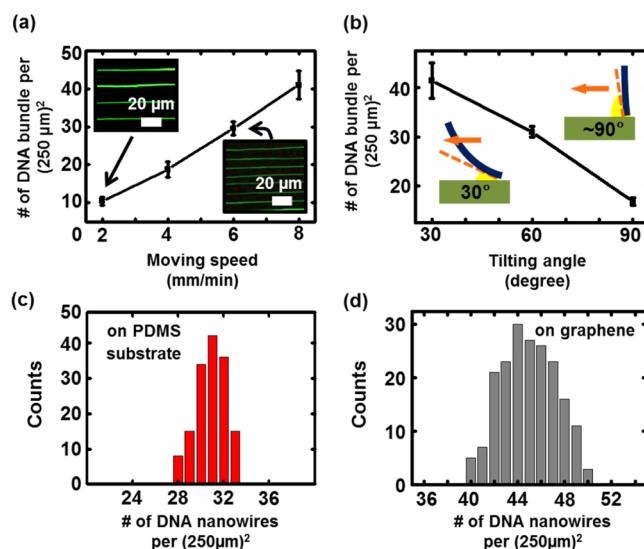 (a)
# of DNA bundle per
(250 µm)²
50
40
30
20
10
0
2
4
6
8
20 µm
20 µm
Moving speed
(mm/min)
(b)
# of DNA bundle per
(250 µm)²
40
30
20
30
60
90
~90°
30°
Tilting angle
(degree)
(c)
on PDMS
substrate
Counts
50
40
30
20
10
0
24
28
32
36
# of DNA nanowires
per (250µm)²
(d)
on graphene
Counts
30
20
10
0
36
40
44
48
52
# of DNA nanowires
per (250µm)²